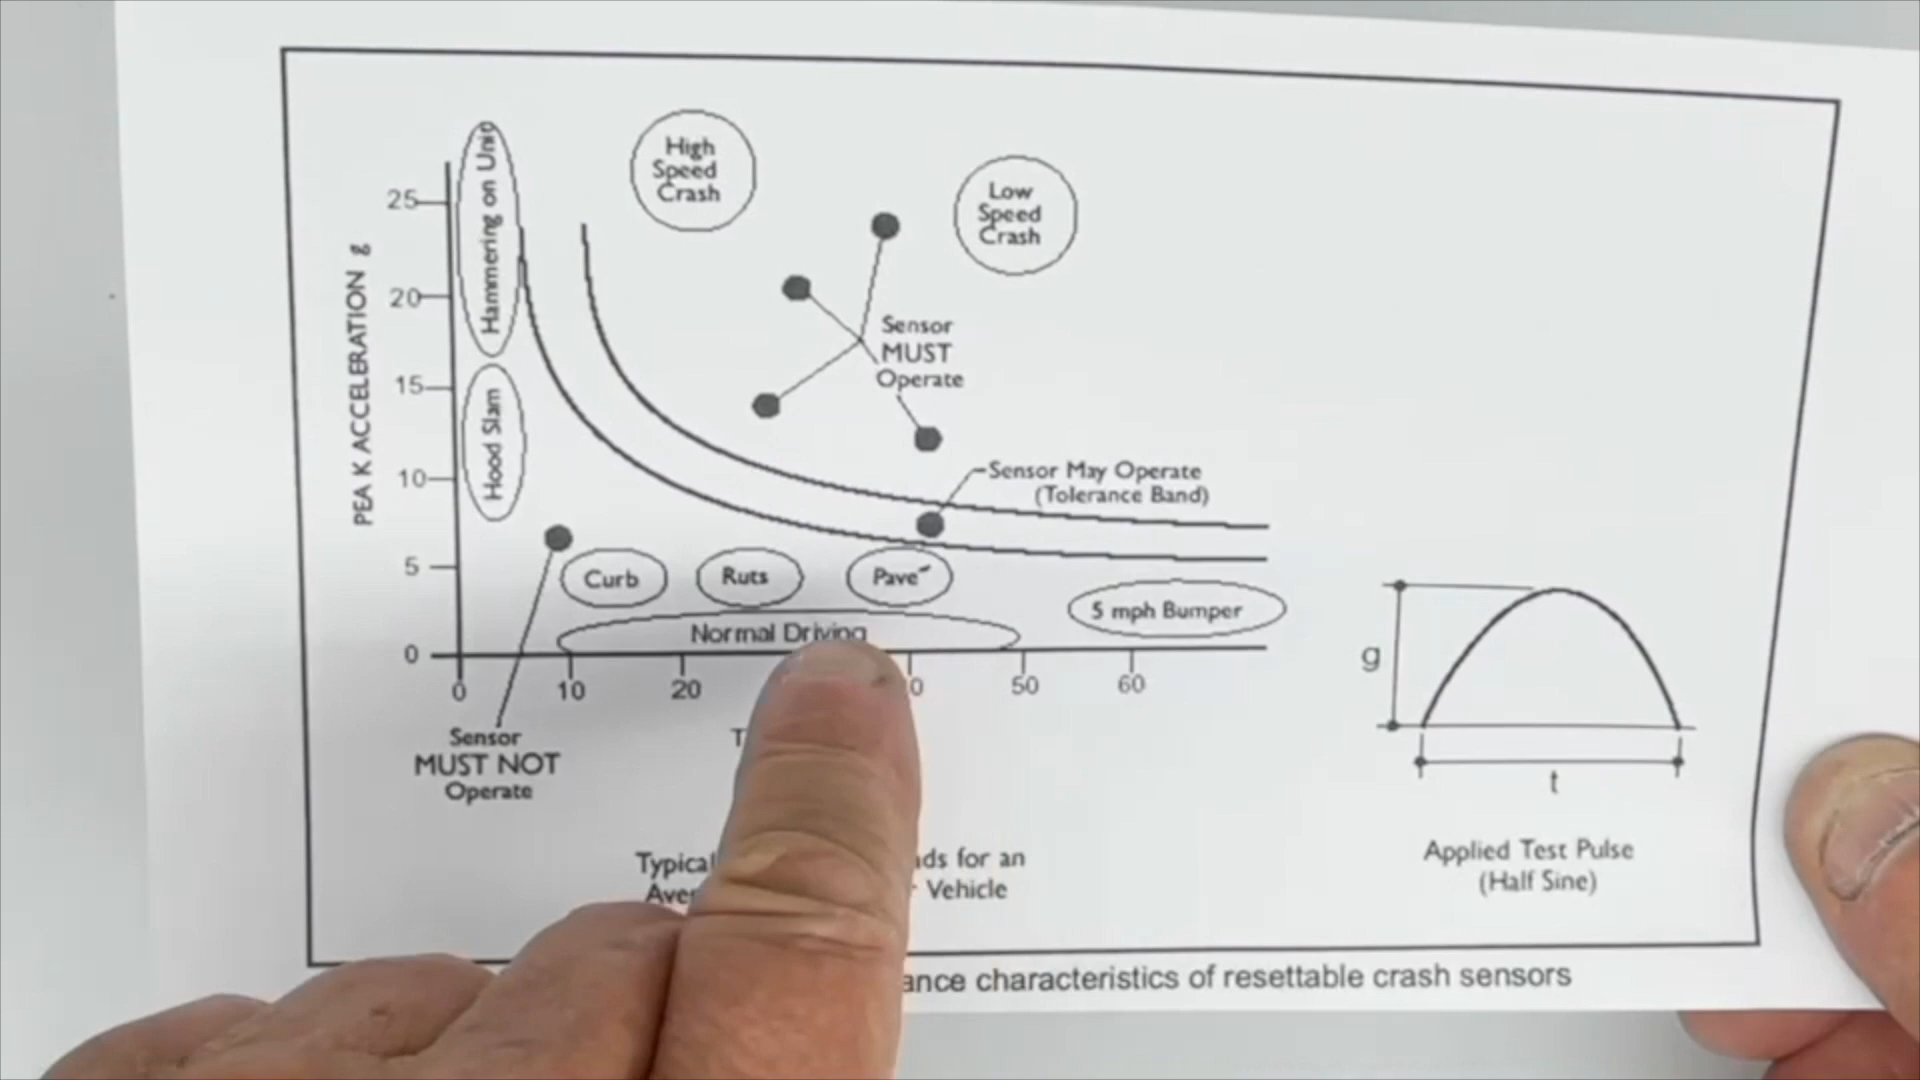 High
Speed
Crash
Low
Speed
Crash
Hammering on Unit
Hood Slam
PEAK ACCELERATION g
25
20
15
10
5
0
Sensor
MUST
Operate
Sensor May Operate
(Tolerance Band)
Curb
Ruts
Pave
5 mph Bumper
Normal Driving
0
10
20
50
60
Sensor
MUST NOT
Operate
g
t
Typical
for an
Vehicle
Applied Test Pulse
(Half Sine)
characteristics of resettable crash sensors